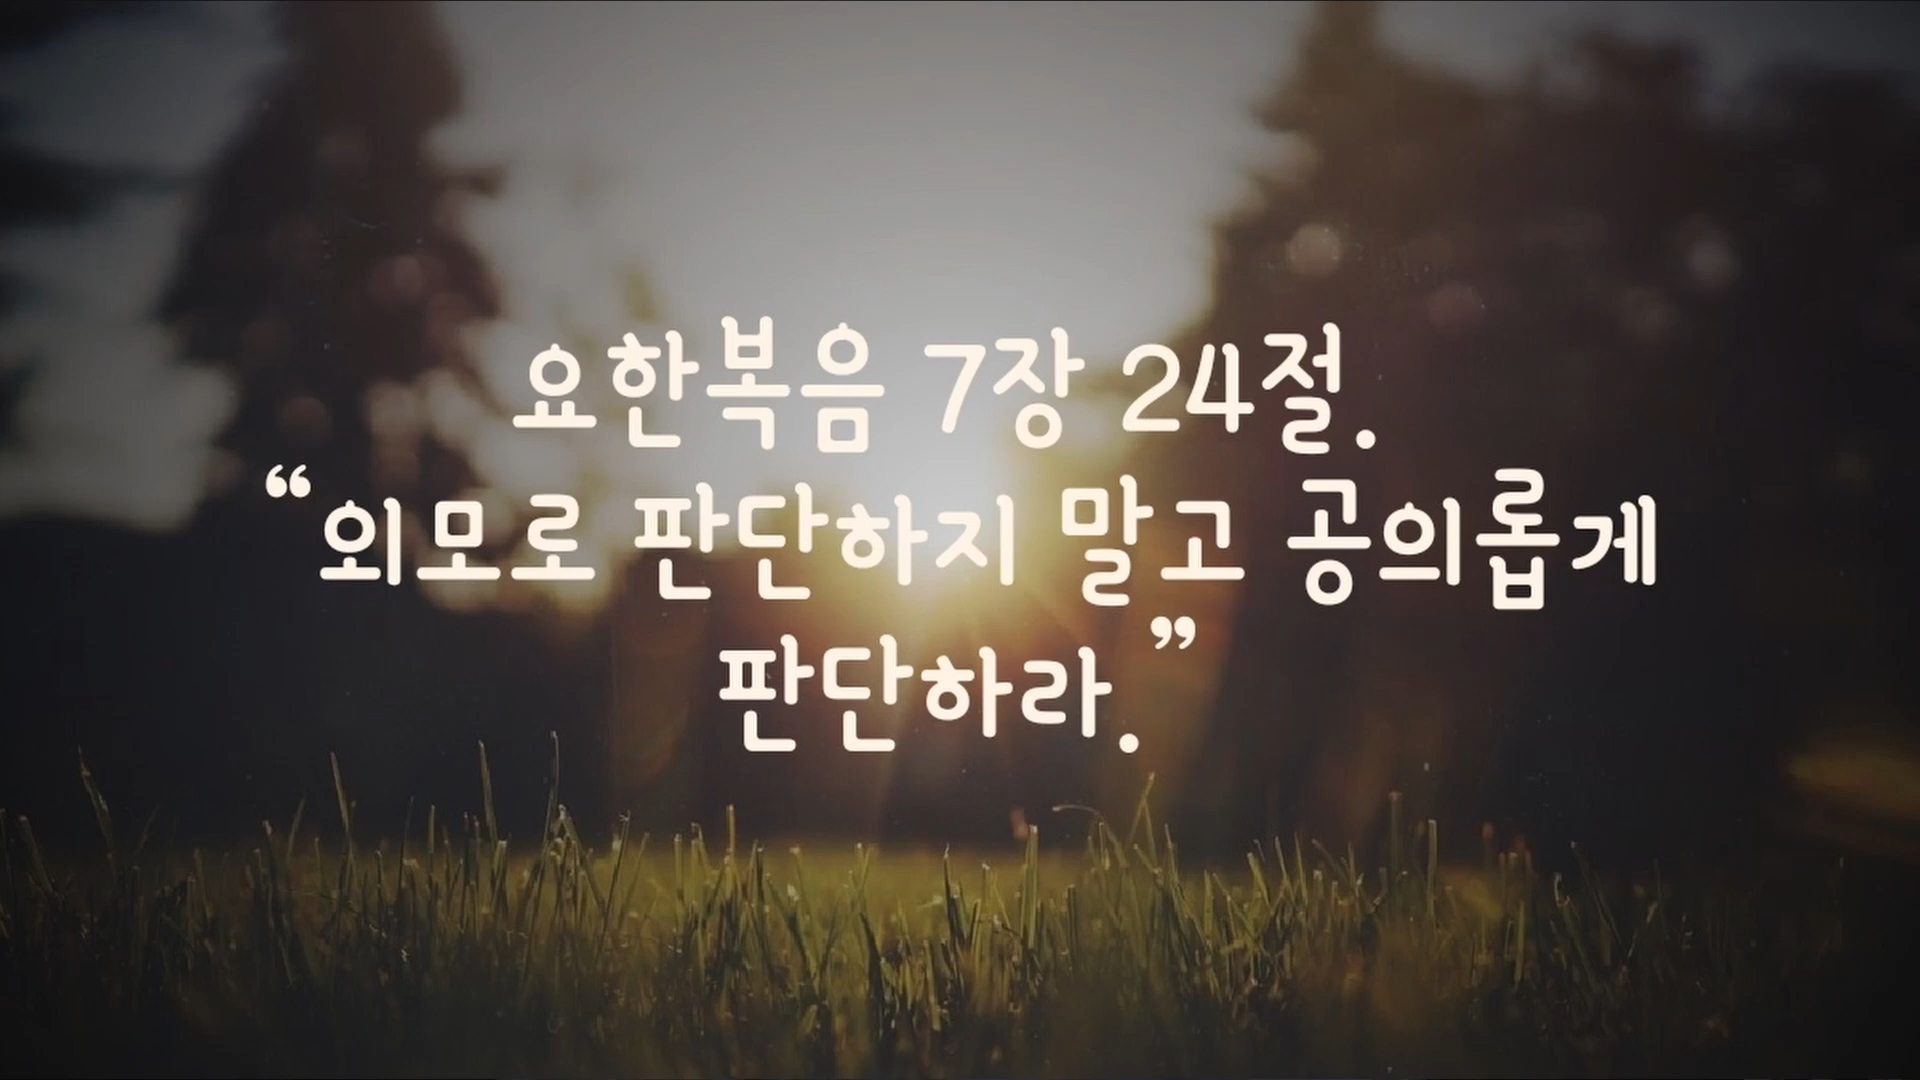 요한복음 7장 24절.
“외모로 판단하지 말고 공의롭게
판단하라.”